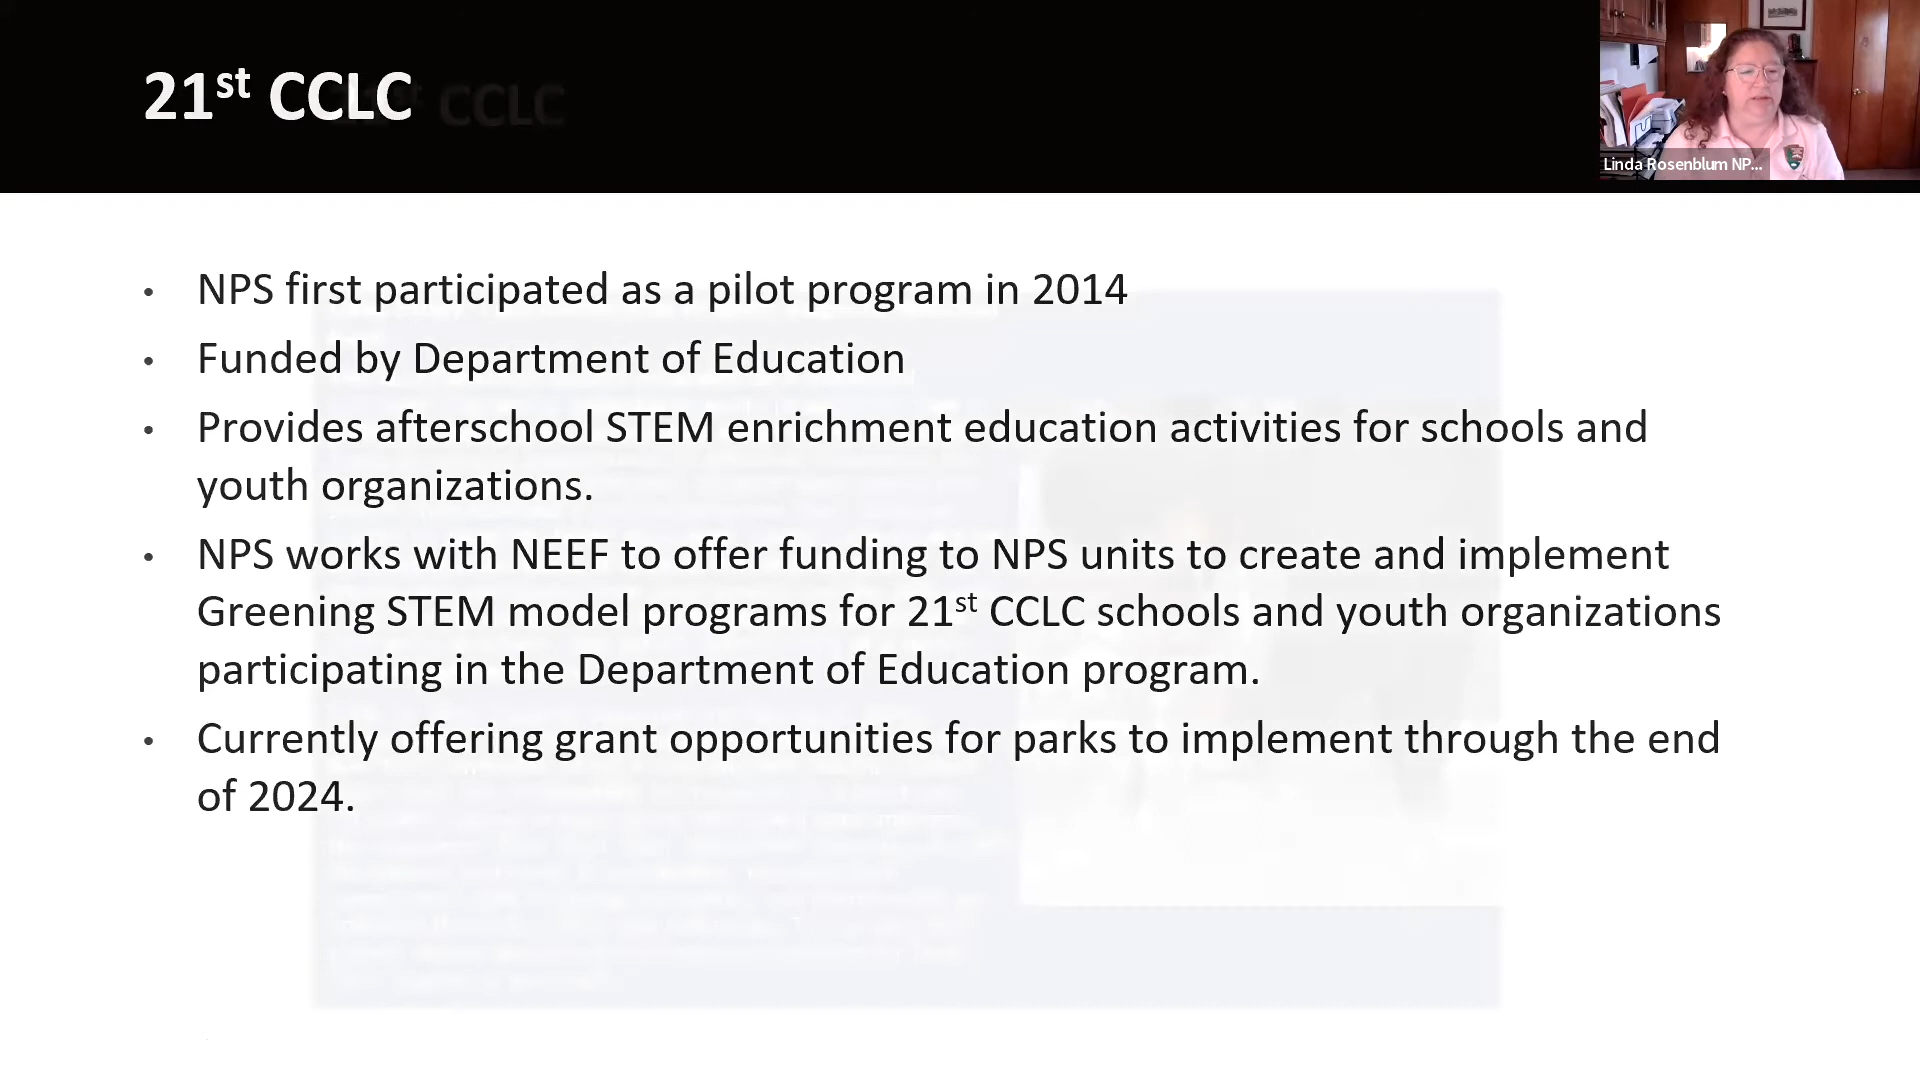 21st CCLC
Linda Rosenblum NP...
• NPS first participated as a pilot program in 2014
• Funded by Department of Education
• Provides afterschool STEM enrichment education activities for schools and
youth organizations.
• NPS works with NEEF to offer funding to NPS units to create and implement
Greening STEM model programs for 21st CCLC schools and youth organizations
participating in the Department of Education program.
• Currently offering grant opportunities for parks to implement through the end
of 2024.